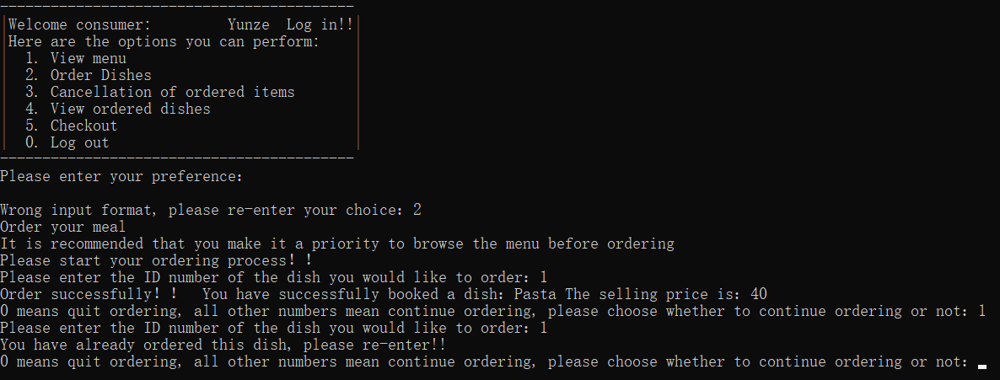 Welcome consumer:         Yunze  Log in!!
Here are the options you can perform:
1. View menu
2. Order Dishes
3. Cancellation of ordered items
4. View ordered dishes
5. Checkout
0. Log out
Please enter your preference:
Wrong input format, please re-enter your choice: 2
Order your meal
It is recommended that you make it a priority to browse the menu before ordering
Please start your ordering process! !
Please enter the ID number of the dish you would like to order: 1
Order successfully! !   You have successfully booked a dish: Pasta The selling price is: 40
0 means quit ordering, all other numbers mean continue ordering, please choose whether to continue ordering or not: 1
Please enter the ID number of the dish you would like to order: 1
You have already ordered this dish, please re-enter!!
0 means quit ordering, all other numbers mean continue ordering, please choose whether to continue ordering or not: